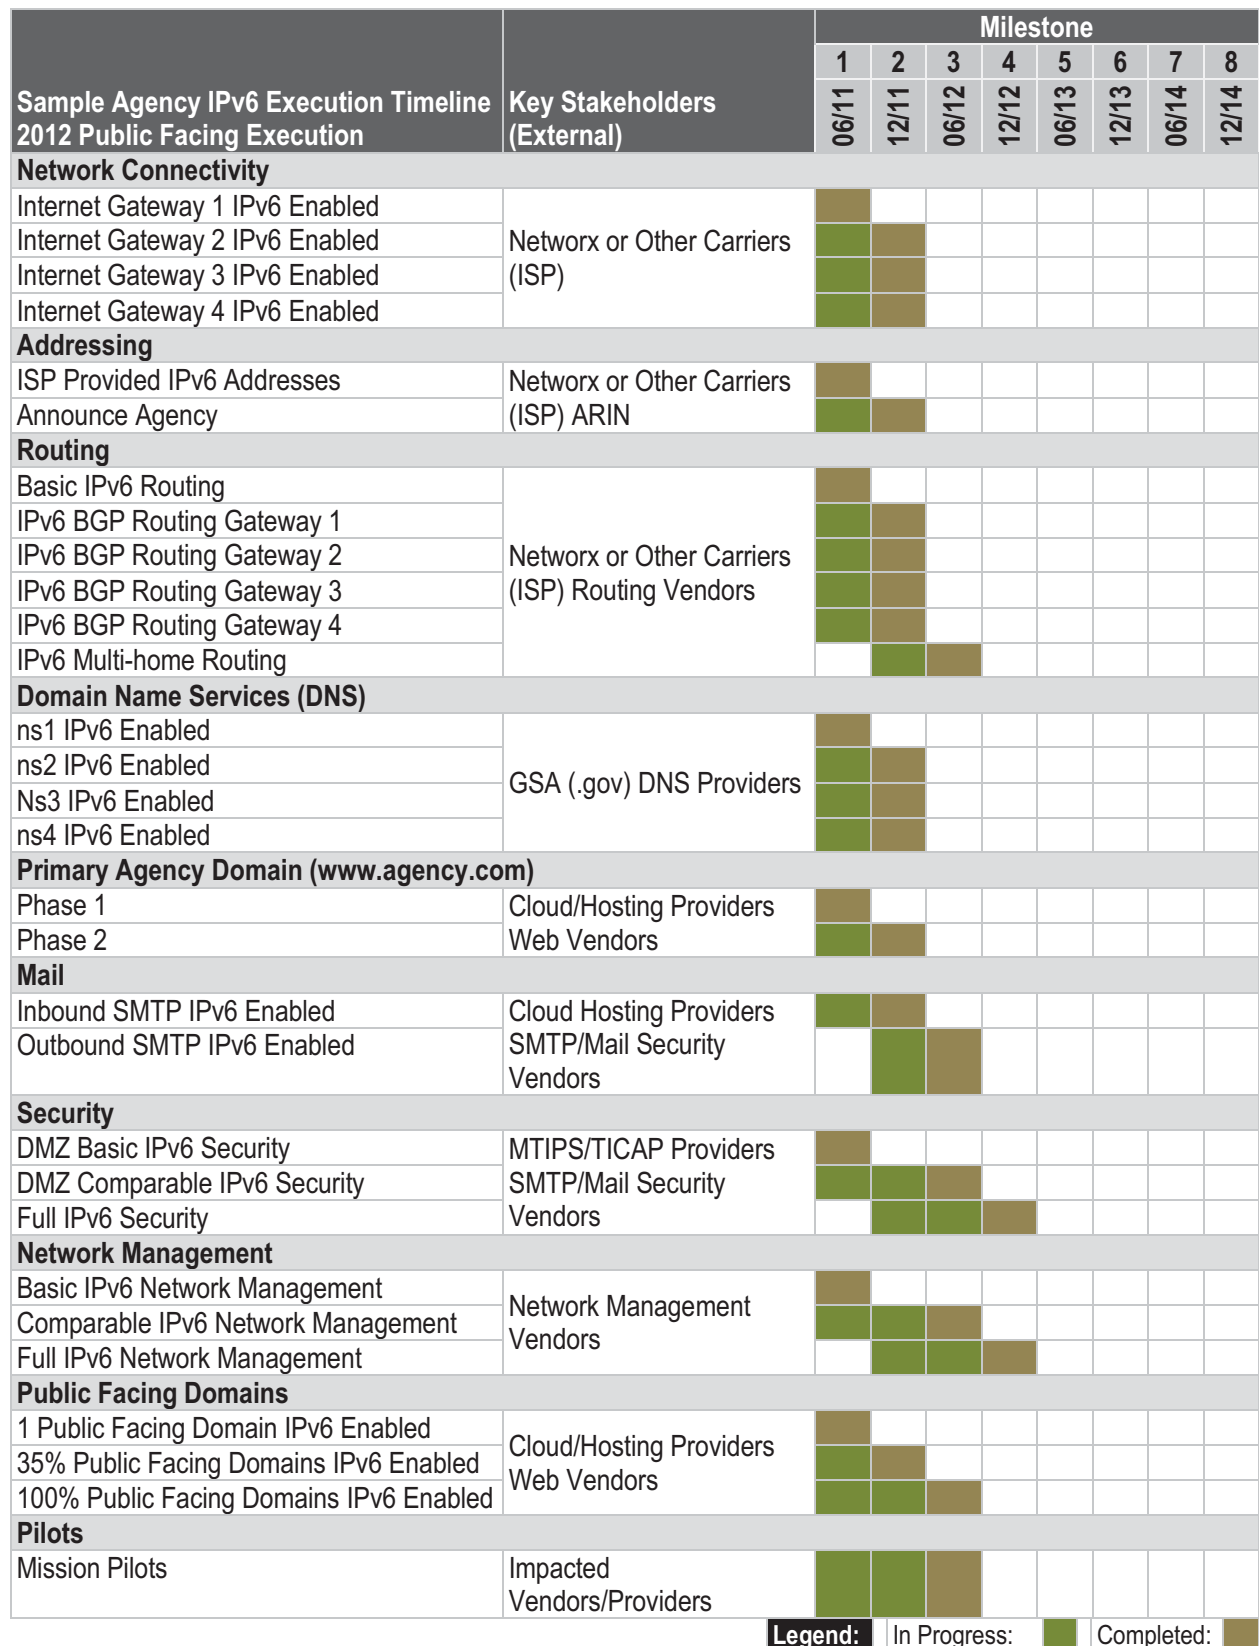 Milestone
1 2 3 4 5 6 7 8
Sample Agency IPv6 Execution Timeline
2012 Public Facing Execution
Key Stakeholders
(External)
06/11 12/11 06/12 12/12 06/13 12/13 06/14 12/14
Network Connectivity
Internet Gateway 1 IPv6 Enabled
Internet Gateway 2 IPv6 Enabled
Internet Gateway 3 IPv6 Enabled
Internet Gateway 4 IPv6 Enabled
Networx or Other Carriers
(ISP)
Addressing
ISP Provided IPv6 Addresses
Announce Agency
Networx or Other Carriers
(ISP) ARIN
Routing
Basic IPv6 Routing
IPv6 BGP Routing Gateway 1
IPv6 BGP Routing Gateway 2
IPv6 BGP Routing Gateway 3
IPv6 BGP Routing Gateway 4
IPv6 Multi-home Routing
Networx or Other Carriers
(ISP) Routing Vendors
Domain Name Services (DNS)
ns1 IPv6 Enabled
ns2 IPv6 Enabled
Ns3 IPv6 Enabled
ns4 IPv6 Enabled
GSA (.gov) DNS Providers
Primary Agency Domain (www.agency.com)
Phase 1
Phase 2
Cloud/Hosting Providers
Web Vendors
Mail
Inbound SMTP IPv6 Enabled
Outbound SMTP IPv6 Enabled
Cloud Hosting Providers
SMTP/Mail Security
Vendors
Security
DMZ Basic IPv6 Security
DMZ Comparable IPv6 Security
Full IPv6 Security
MTIPS/TICAP Providers
SMTP/Mail Security
Vendors
Network Management
Basic IPv6 Network Management
Comparable IPv6 Network Management
Full IPv6 Network Management
Network Management
Vendors
Public Facing Domains
1 Public Facing Domain IPv6 Enabled
35% Public Facing Domains IPv6 Enabled
100% Public Facing Domains IPv6 Enabled
Cloud/Hosting Providers
Web Vendors
Pilots
Mission Pilots
Impacted
Vendors/Providers
Legend: In Progress: Completed: